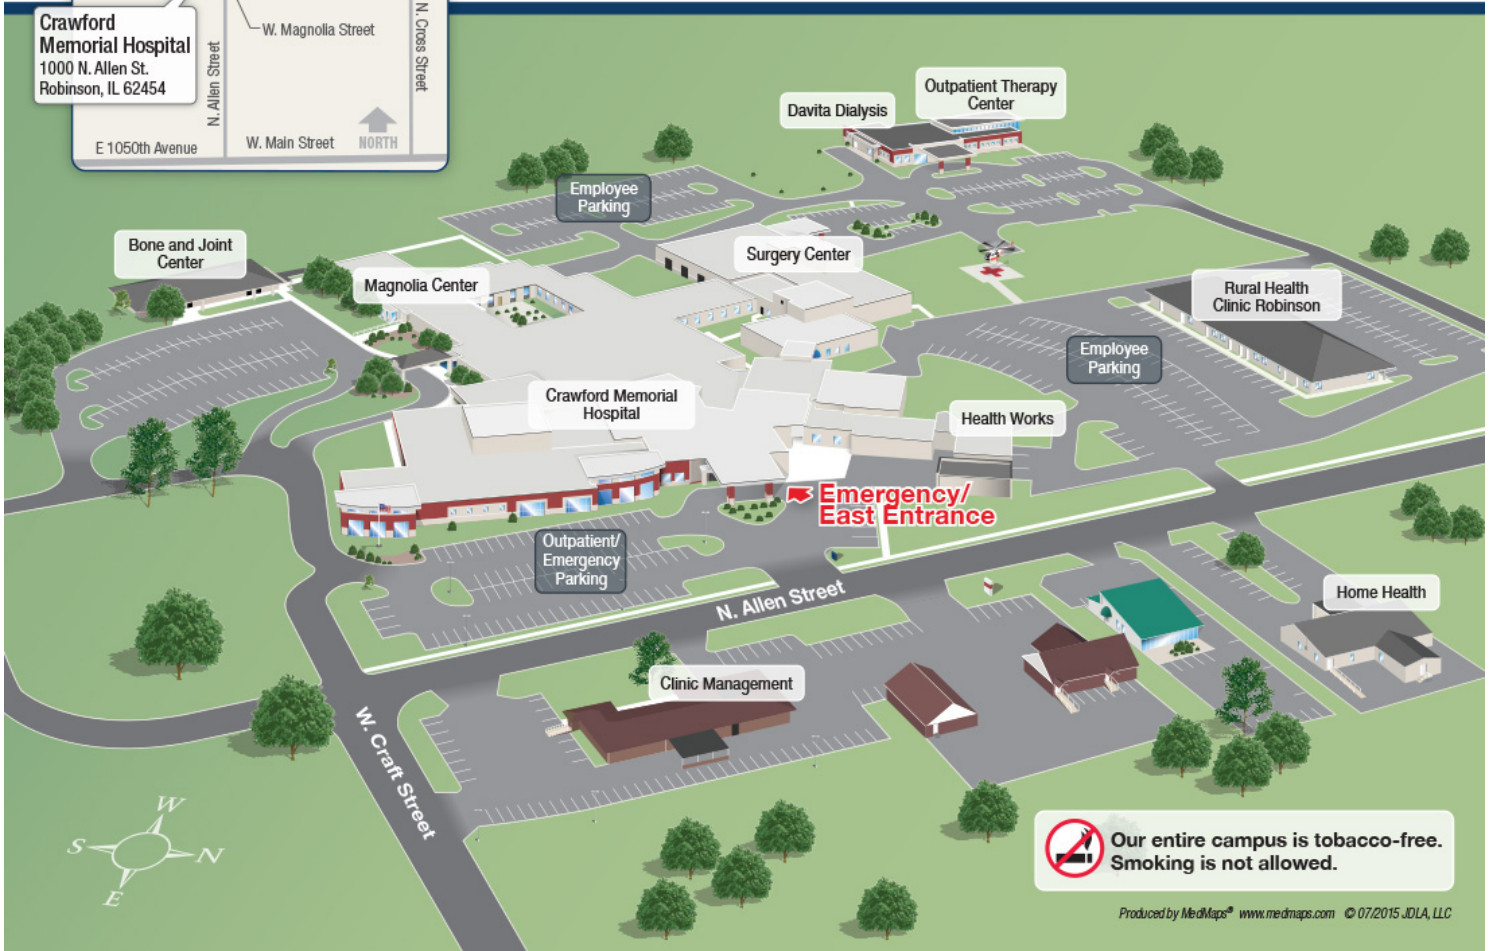 Crawford
Memorial Hospital
1000 N. Allen St.
Robinson, IL 62454
W. Magnolia Street
N. Allen Street
N. Cross Street
E 1050th Avenue
W. Main Street
NORTH
Davita Dialysis
Outpatient Therapy
Center
Employee
Parking
Bone and Joint
Center
Magnolia Center
Surgery Center
Rural Health
Clinic Robinson
Employee
Parking
Crawford Memorial
Hospital
Health Works
Emergency/
East Entrance
Outpatient/
Emergency
Parking
N. Allen Street
Home Health
Clinic Management
W. Craft Street
W
S
N
E
Our entire campus is tobacco-free.
Smoking is not allowed.
Produced by MedMaps® www.medmaps.com © 07/2015 JDLA, LLC